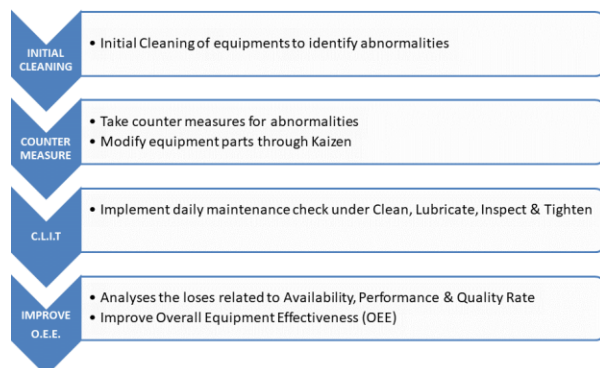 INITIAL
CLEANING
• Initial Cleaning of equipments to identify abnormalities
COUNTER
MEASURE
• Take counter measures for abnormalities
• Modify equipment parts through Kaizen
C.L.I.T
• Implement daily maintenance check under Clean, Lubricate, Inspect & Tighten
IMPROVE
O.E.E.
• Analyses the loses related to Availability, Performance & Quality Rate
• Improve Overall Equipment Effectiveness (OEE)